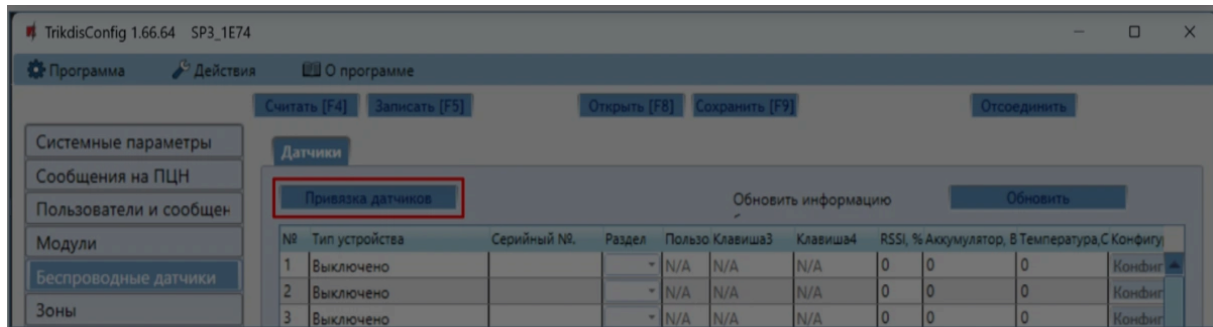 TrikdisConfig 1.66.64 SP3_1E74
Программа Действия О программе
Считать [F4] Записать [F5] Открыть [F8] Сохранить [F9] Отсоединить
Системные параметры
Сообщения на ПЦН
Пользователи и сообщен
Модули
Беспроводные датчики
Зоны
Датчики
Привязка датчиков Обновить информацию Обновить
№ Тип устройства Серийный №. Раздел Пользо Клавиша3 Клавиша4 RSSI, % Аккумулятор, В Температура,С Конфигу
1 Выключено N/A N/A N/A 0 0 0 Конфиг
2 Выключено N/A N/A N/A 0 0 0 Конфиг
3 Выключено N/A N/A N/A 0 0 0 Конфиг